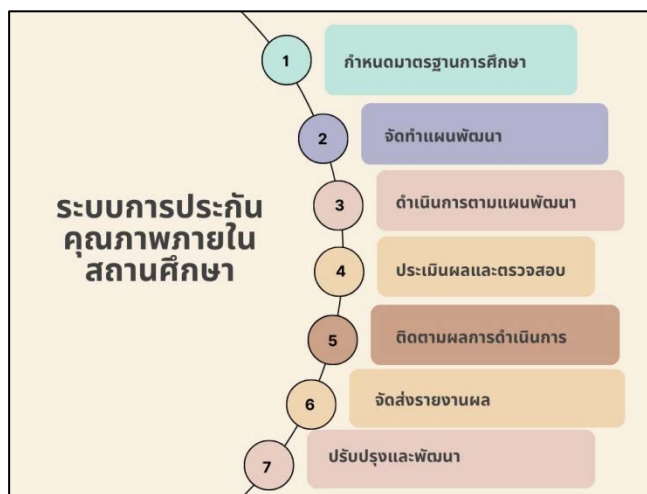 ระบบการประกัน
คุณภาพภายใน
สถานศึกษา
1
กำหนดมาตรฐานการศึกษา
2
จัดทำแผนพัฒนา
3
ดำเนินการตามแผนพัฒนา
4
ประเมินผลและตรวจสอบ
5
ติดตามผลการดำเนินการ
6
จัดส่งรายงานผล
7
ปรับปรุงและพัฒนา